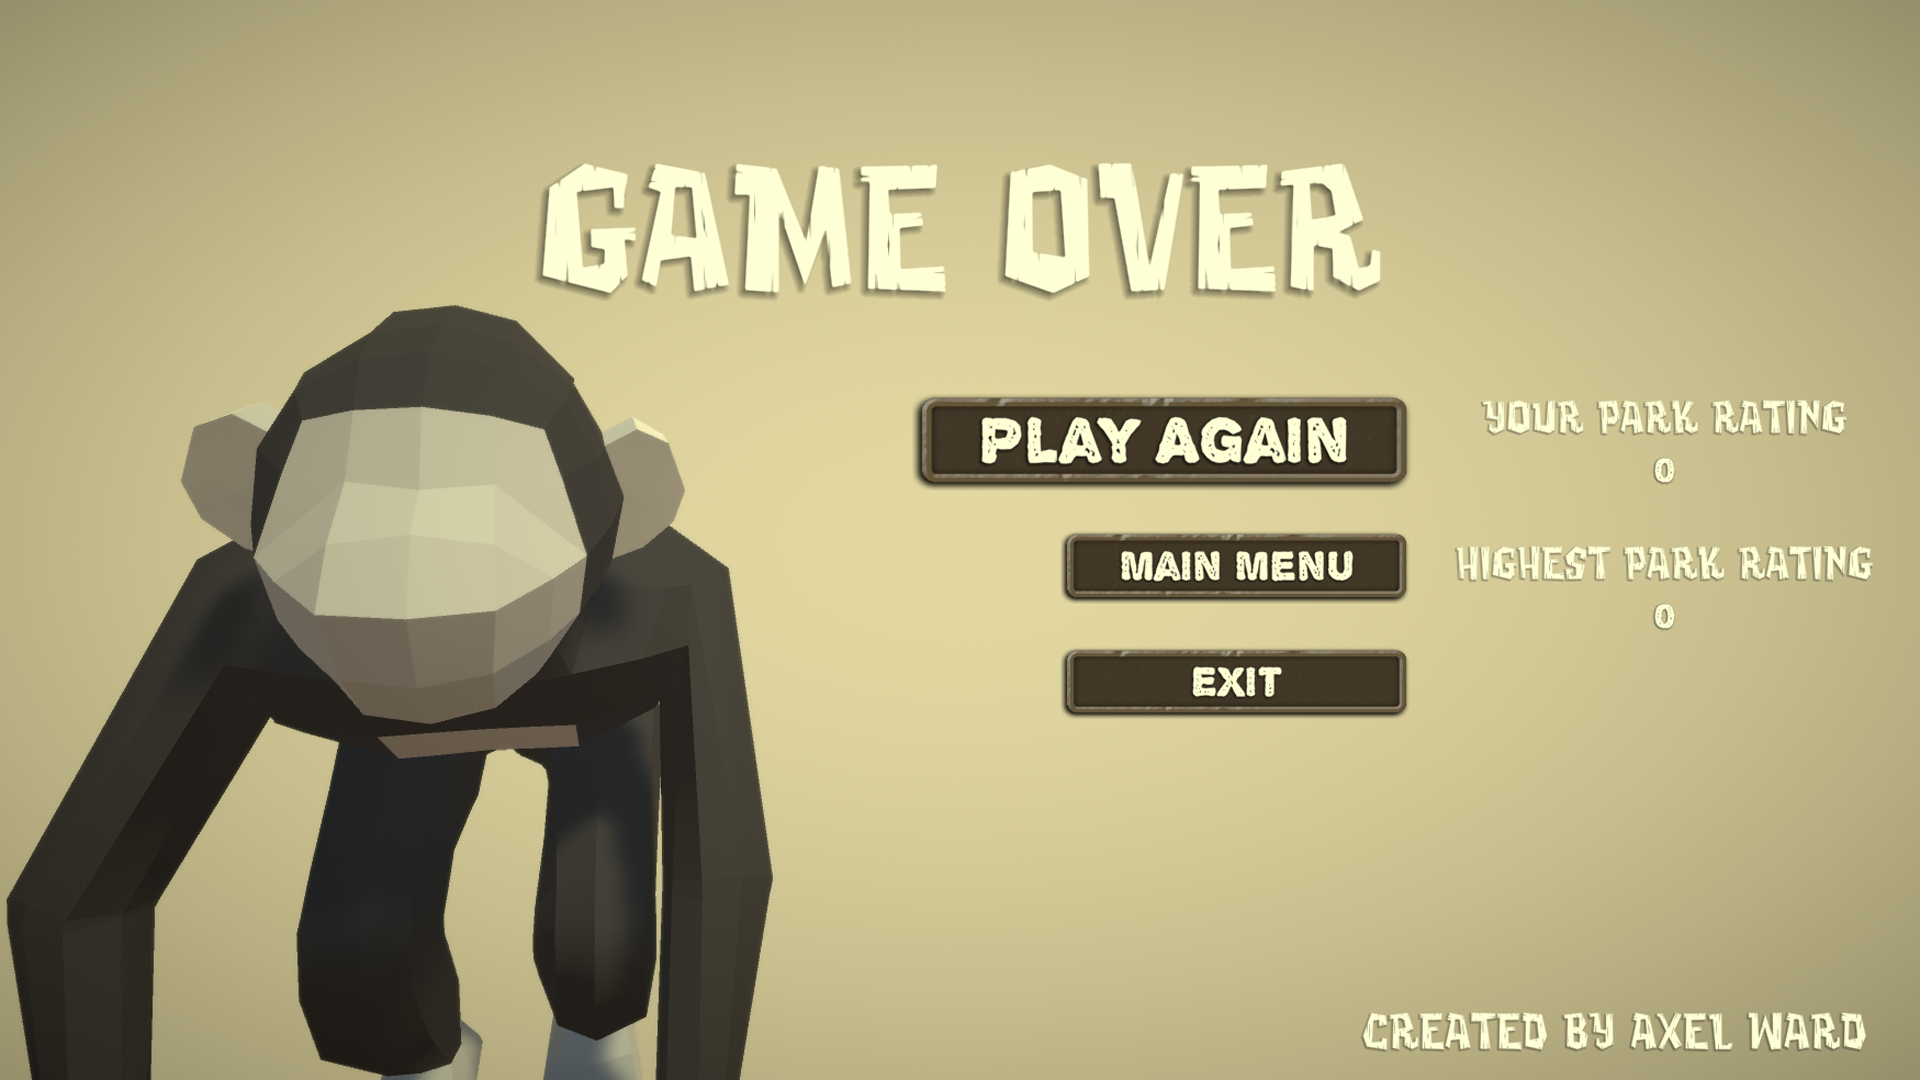 GAME OVER
PLAY AGAIN
YOUR PARK RATING
0
MAIN MENU
HIGHEST PARK RATING
0
EXIT
CREATED BY AXEL WARD